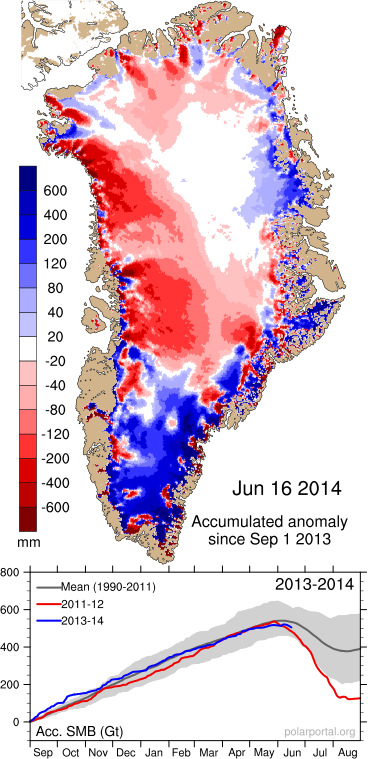 600
400
200
120
80
40
20
-20
-40
-80
-120
-200
-400
-600
mm
Jun 16 2014
Accumulated anomaly
since Sep 1 2013
800
600
400
200
0
Mean (1990-2011)
2011-12
2013-14
2013-2014
Acc. SMB (Gt)
polarportal.org
Sep Oct Nov Dec Jan Feb Mar Apr May Jun Jul Aug